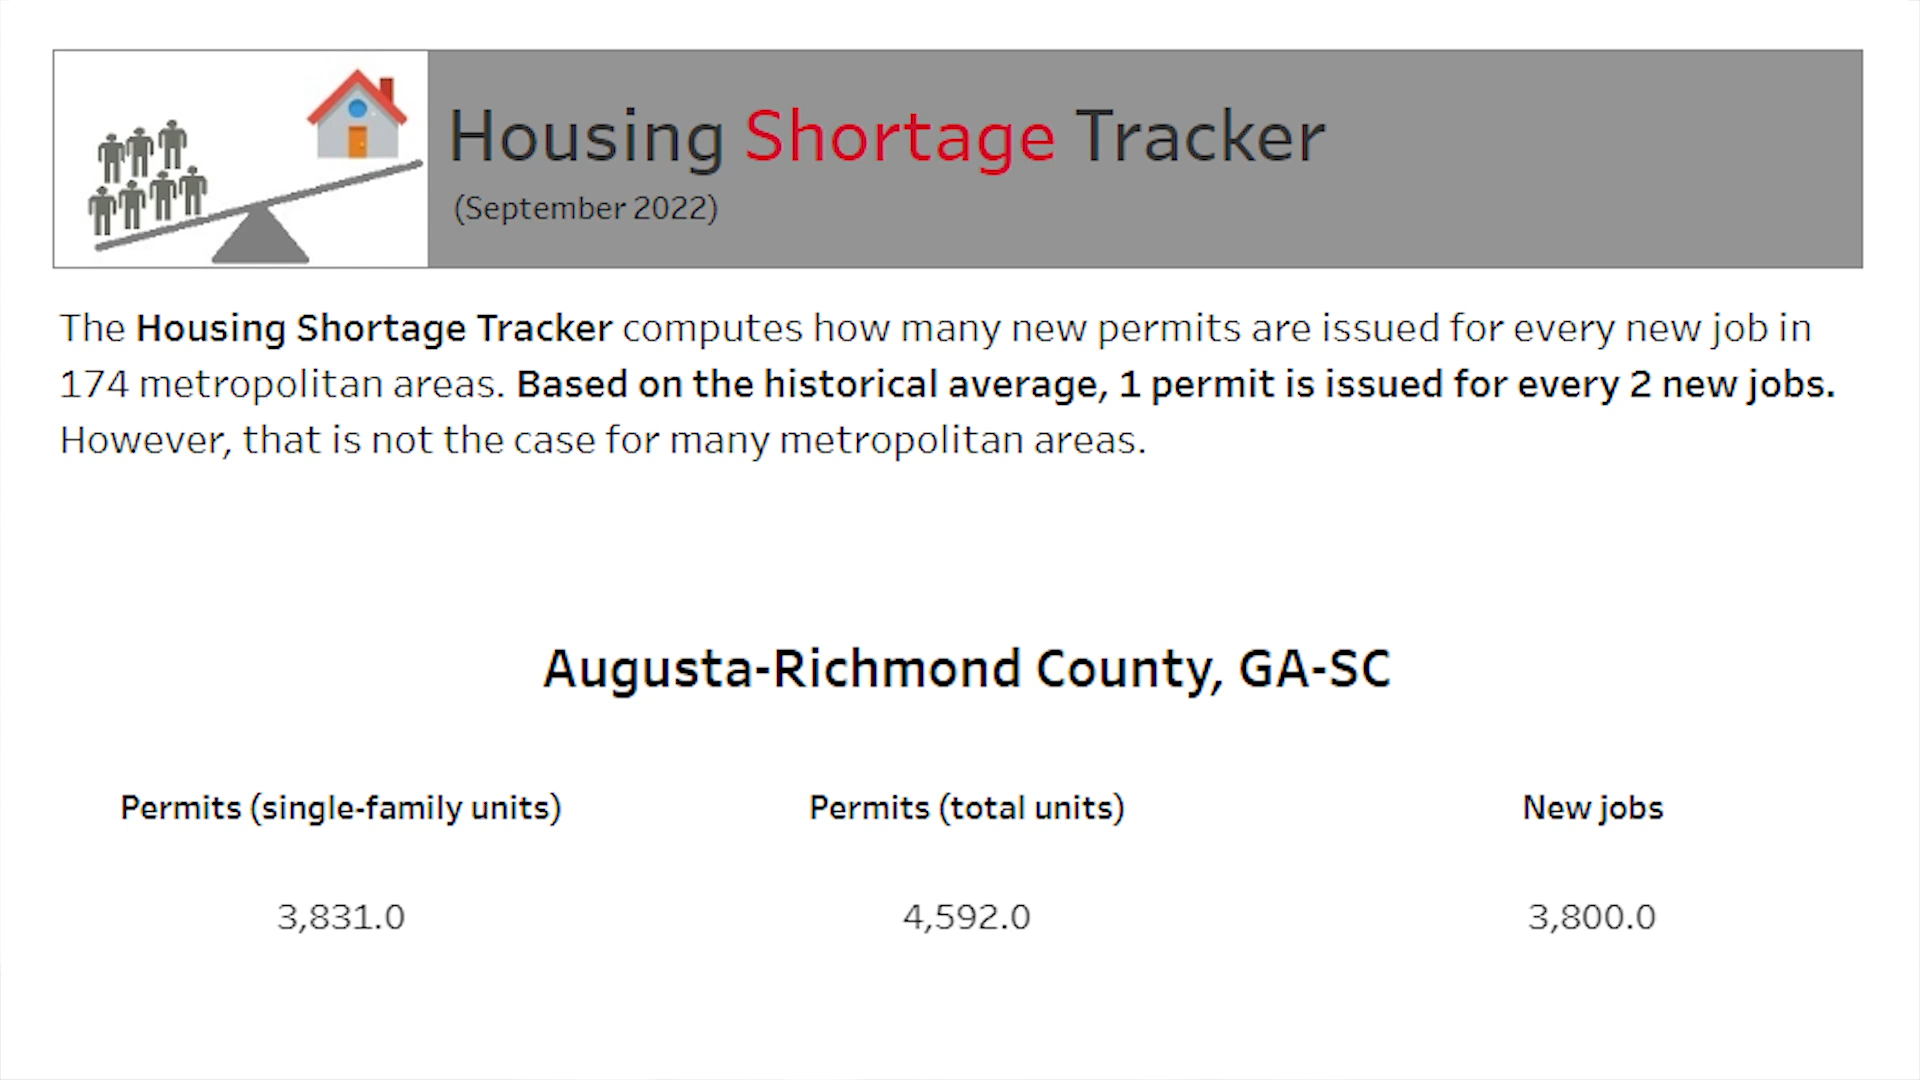 Housing Shortage Tracker
(September 2022)
The Housing Shortage Tracker computes how many new permits are issued for every new job in
174 metropolitan areas. Based on the historical average, 1 permit is issued for every 2 new jobs.
However, that is not the case for many metropolitan areas.
Augusta-Richmond County, GA-SC
Permits (single-family units) Permits (total units) New jobs
3,831.0 4,592.0 3,800.0